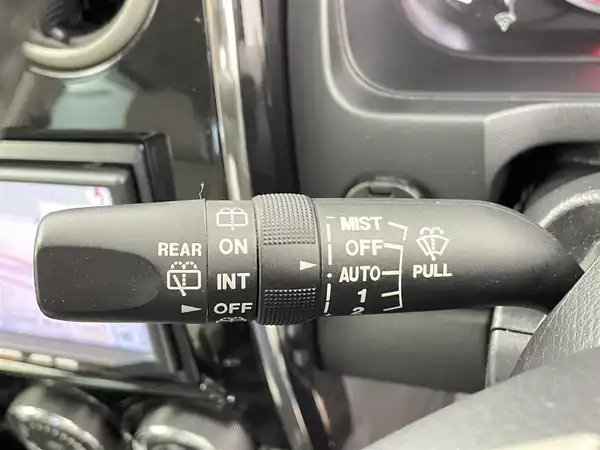 REAR
ON
INT
OFF
MIST
OFF
AUTO
1
2
PULL